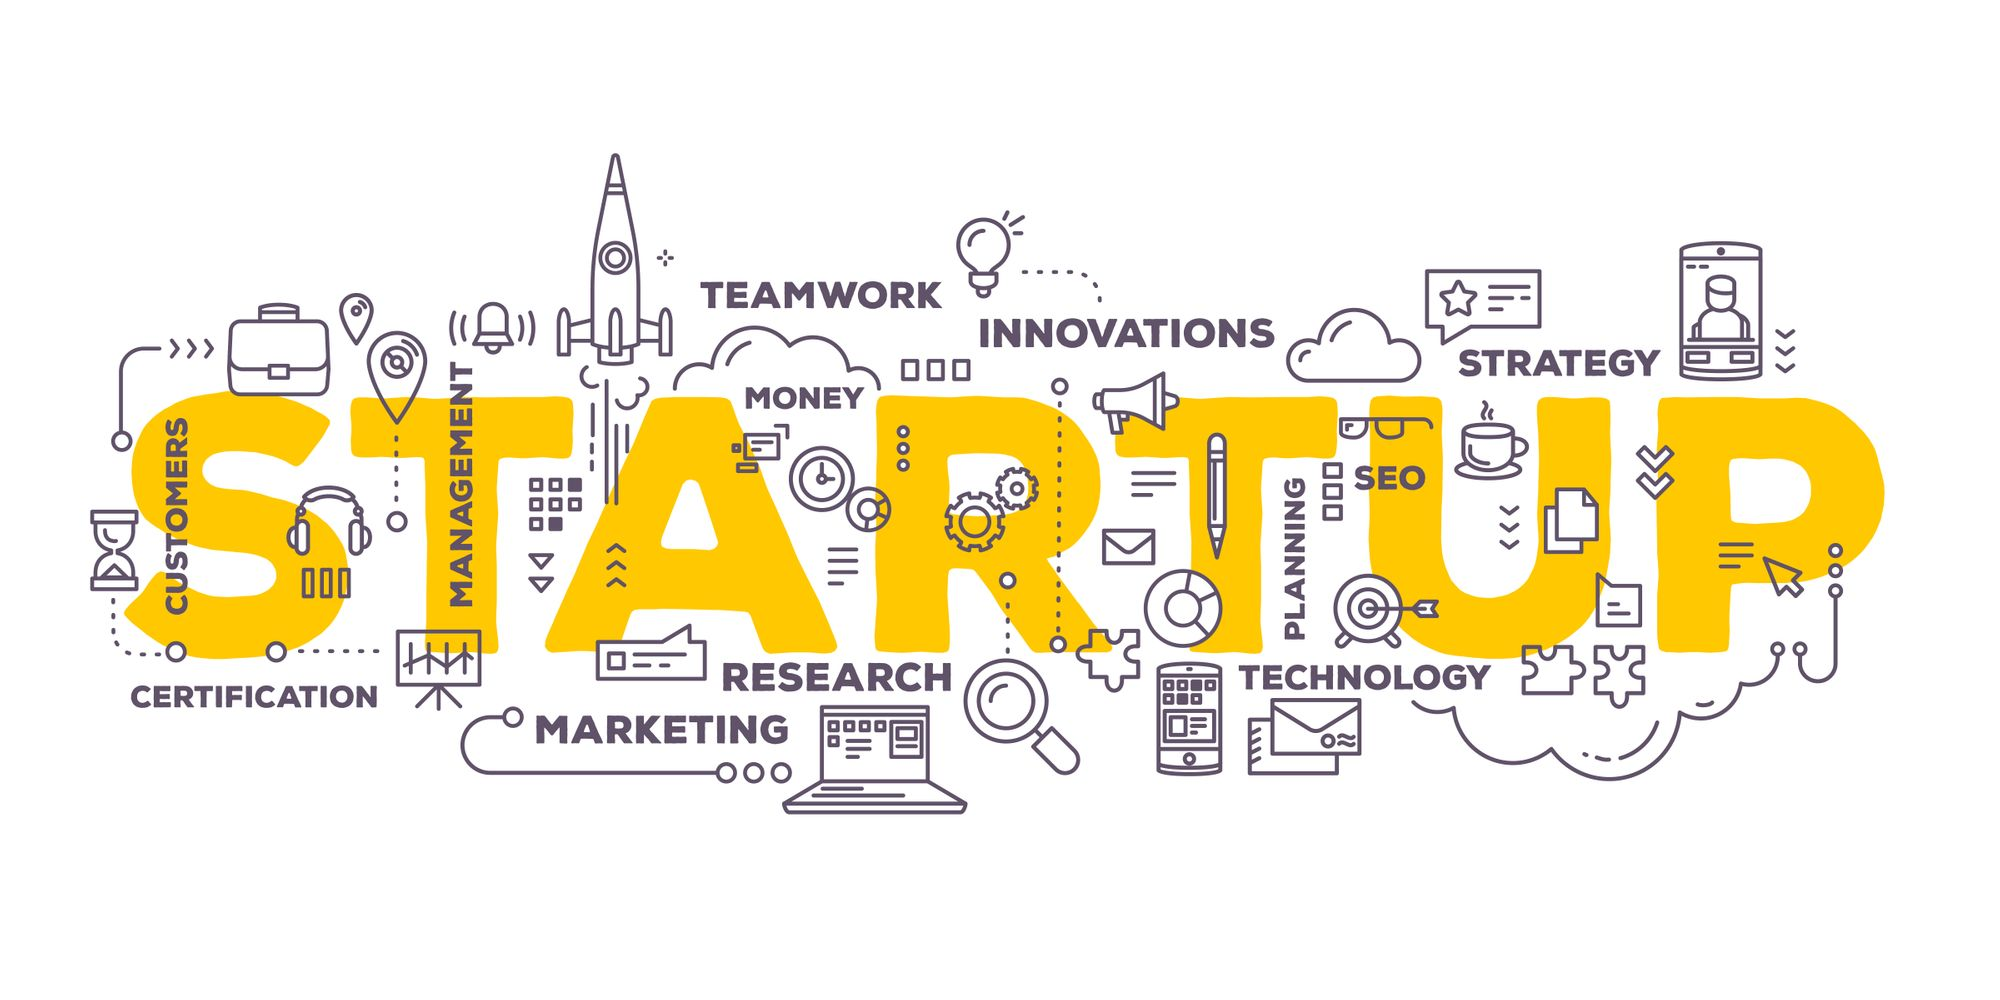 TEAMWORK
INNOVATIONS
STRATEGY
MONEY
CUSTOMERS
MANAGEMENT
STARTUP
SEO
PLANNING
CERTIFICATION
RESEARCH
TECHNOLOGY
MARKETING